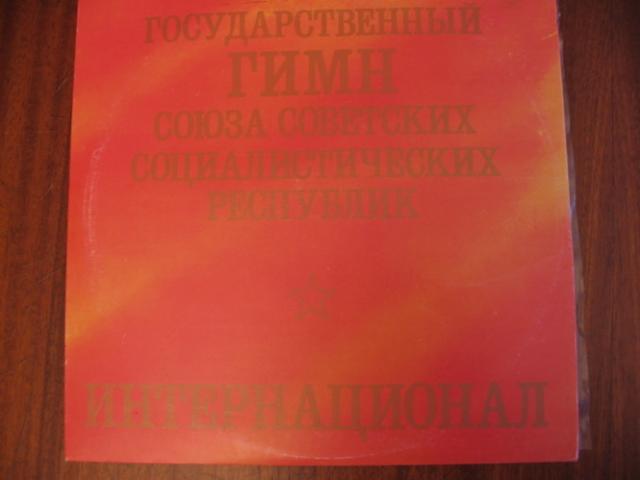 ГОСУДАРСТВЕННЫЙ
ГИМН
СОЮЗА СОВЕТСКИХ
СОЦИАЛИСТИЧЕСКИХ
РЕСПУБЛИК
ИНТЕРНАЦИОНАЛ